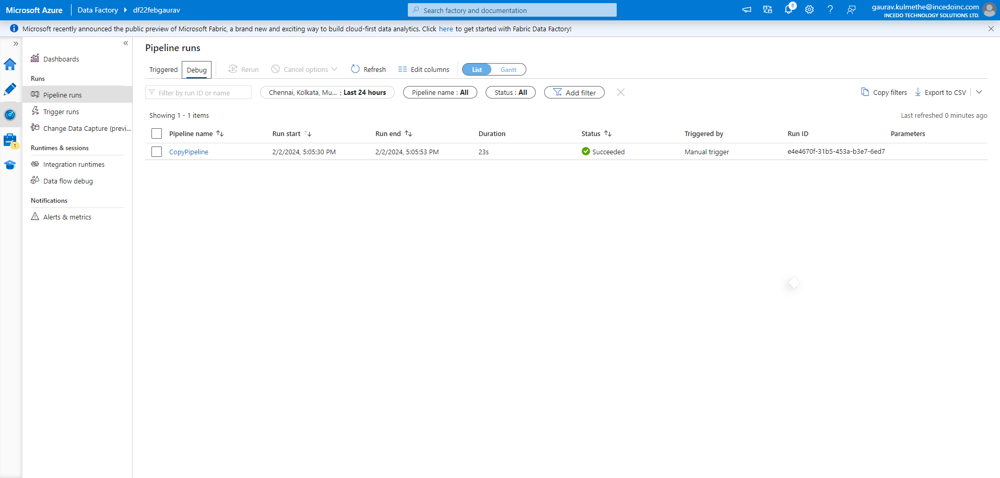 Microsoft Azure Data Factory df22febgaurav Search factory and documentation 6 gaurav.kulmethe@incedoinc.com
INCEDO TECHNOLOGY SOLUTIONS LTD.
Microsoft recently announced the public preview of Microsoft Fabric, a brand new and exciting way to build cloud-first data analytics. Click here to get started with Fabric Data Factory!
1
Dashboards
Runs
Pipeline runs
Trigger runs
Change Data Capture (previ...
Runtimes & sessions
Integration runtimes
Data flow debug
Notifications
Alerts & metrics
Pipeline runs
Triggered Debug Rerun Cancel options Refresh Edit columns List Gantt
Filter by run ID or name Chennai, Kolkata, Mu... : Last 24 hours Pipeline name : All Status : All Add filter Copy filters Export to CSV
Showing 1 - 1 items Last refreshed 0 minutes ago
Pipeline name Run start Run end Duration Status Triggered by Run ID Parameters
CopyPipeline 2/2/2024, 5:05:30 PM 2/2/2024, 5:05:53 PM 23s Succeeded Manual trigger e4e4670f-31b5-453a-b3e7-6ed7